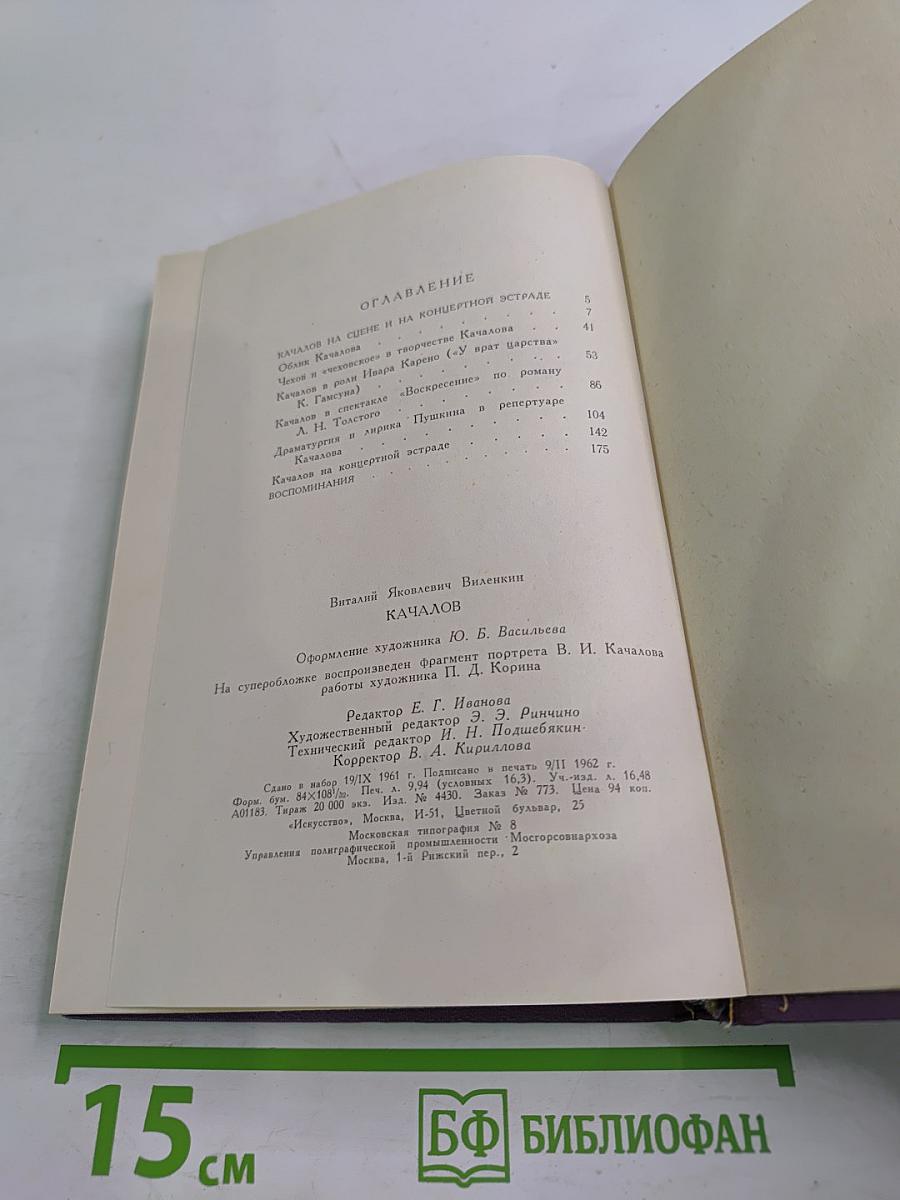 ОГЛАВЛЕНИЕ
КАЧАЛОВ НА СЦЕНЕ И НА КОНЦЕРТНОЙ ЭСТРАДЕ 5
Облик Качалова . . . . . . . . 7
Чехов и «чеховское» в творчестве Качалова . . 41
Качалов в роли Ивара Карено («У врат царства»
К. Гамсуна) . . . . . . . . 53
Качалов в спектакле «Воскресение» по роману
Л. Н. Толстого . . . . . . . . 86
Драматургия и лирика Пушкина в репертуаре
Качалова . . . . . . . . . 104
Качалов на концертной эстраде . . . . . 142
ВОСПОМИНАНИЯ . . . . . . . . . 175
Виталий Яковлевич Виленкин
КАЧАЛОВ
Оформление художника Ю. Б. Васильева
На суперобложке воспроизведен фрагмент портрета В. И. Качалова
работы художника П. Д. Корина
Редактор Е. Г. Иванова
Художественный редактор Э. Э. Ринчино
Технический редактор И. Н. Подшебякин
Корректор В. А. Кириллова
Сдано в набор 19/IX 1961 г. Подписано в печать 9/II 1962 г.
Форм. бум. 84×108¹/₃₂. Печ. л. 9,94 (условных 16,3). Уч.-изд. л. 16,48
А01183. Тираж 20 000 экз. Изд. № 4430. Заказ № 773. Цена 94 коп.
«Искусство», Москва, И-51, Цветной бульвар, 25
Московская типография № 8
Управления полиграфической промышленности Мосгорсовнархоза
Москва, 1-й Рижский пер., 2
15 см
БФ БИБЛИОФАН